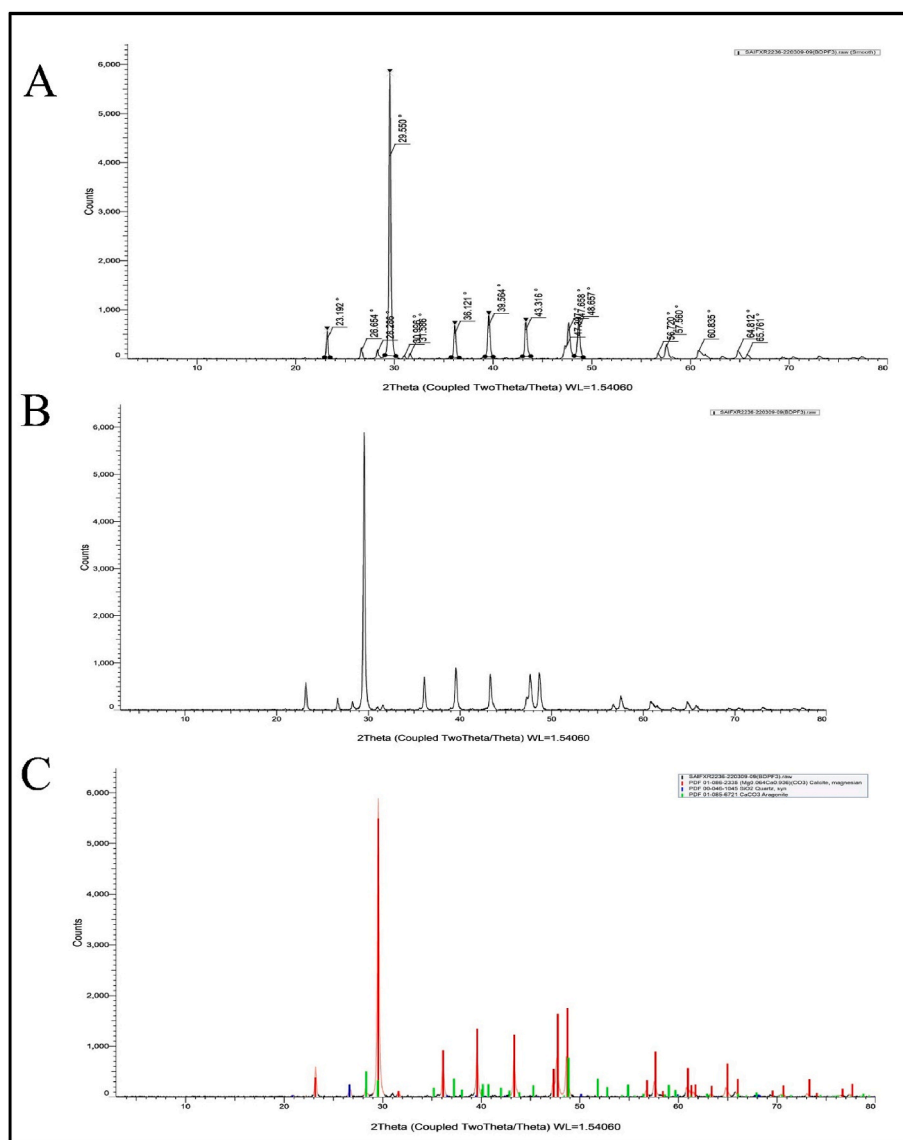 A
SAIFXR2236-220309-09(BDPF3).raw (Smooth)
6,000
5,000
4,000
3,000
2,000
1,000
0
Counts
23.192 °
26.654 °
28.286 °
29.550 °
30.996 °
31.586 °
36.121 °
39.564 °
43.316 °
47.658 °
48.657 °
56.720 °
57.560 °
60.835 °
64.812 °
65.761 °
10 20 30 40 50 60 70 80
2Theta (Coupled TwoTheta/Theta) WL=1.54060
B
SAIFXR2236-220309-09(BDPF3).raw
6,000
5,000
4,000
3,000
2,000
1,000
0
Counts
10 20 30 40 50 60 70 80
2Theta (Coupled TwoTheta/Theta) WL=1.54060
C
SAIFXR2236-220309-09(BDPF3).raw
PDF 01-086-2336 (Mg0.064Ca0.936)(CO3) Calcite, magnesian
PDF 00-046-1045 SiO2 Quartz, syn
PDF 01-085-6721 CaCO3 Aragonite
6,000
5,000
4,000
3,000
2,000
1,000
0
Counts
10 20 30 40 50 60 70 80
2Theta (Coupled TwoTheta/Theta) WL=1.54060